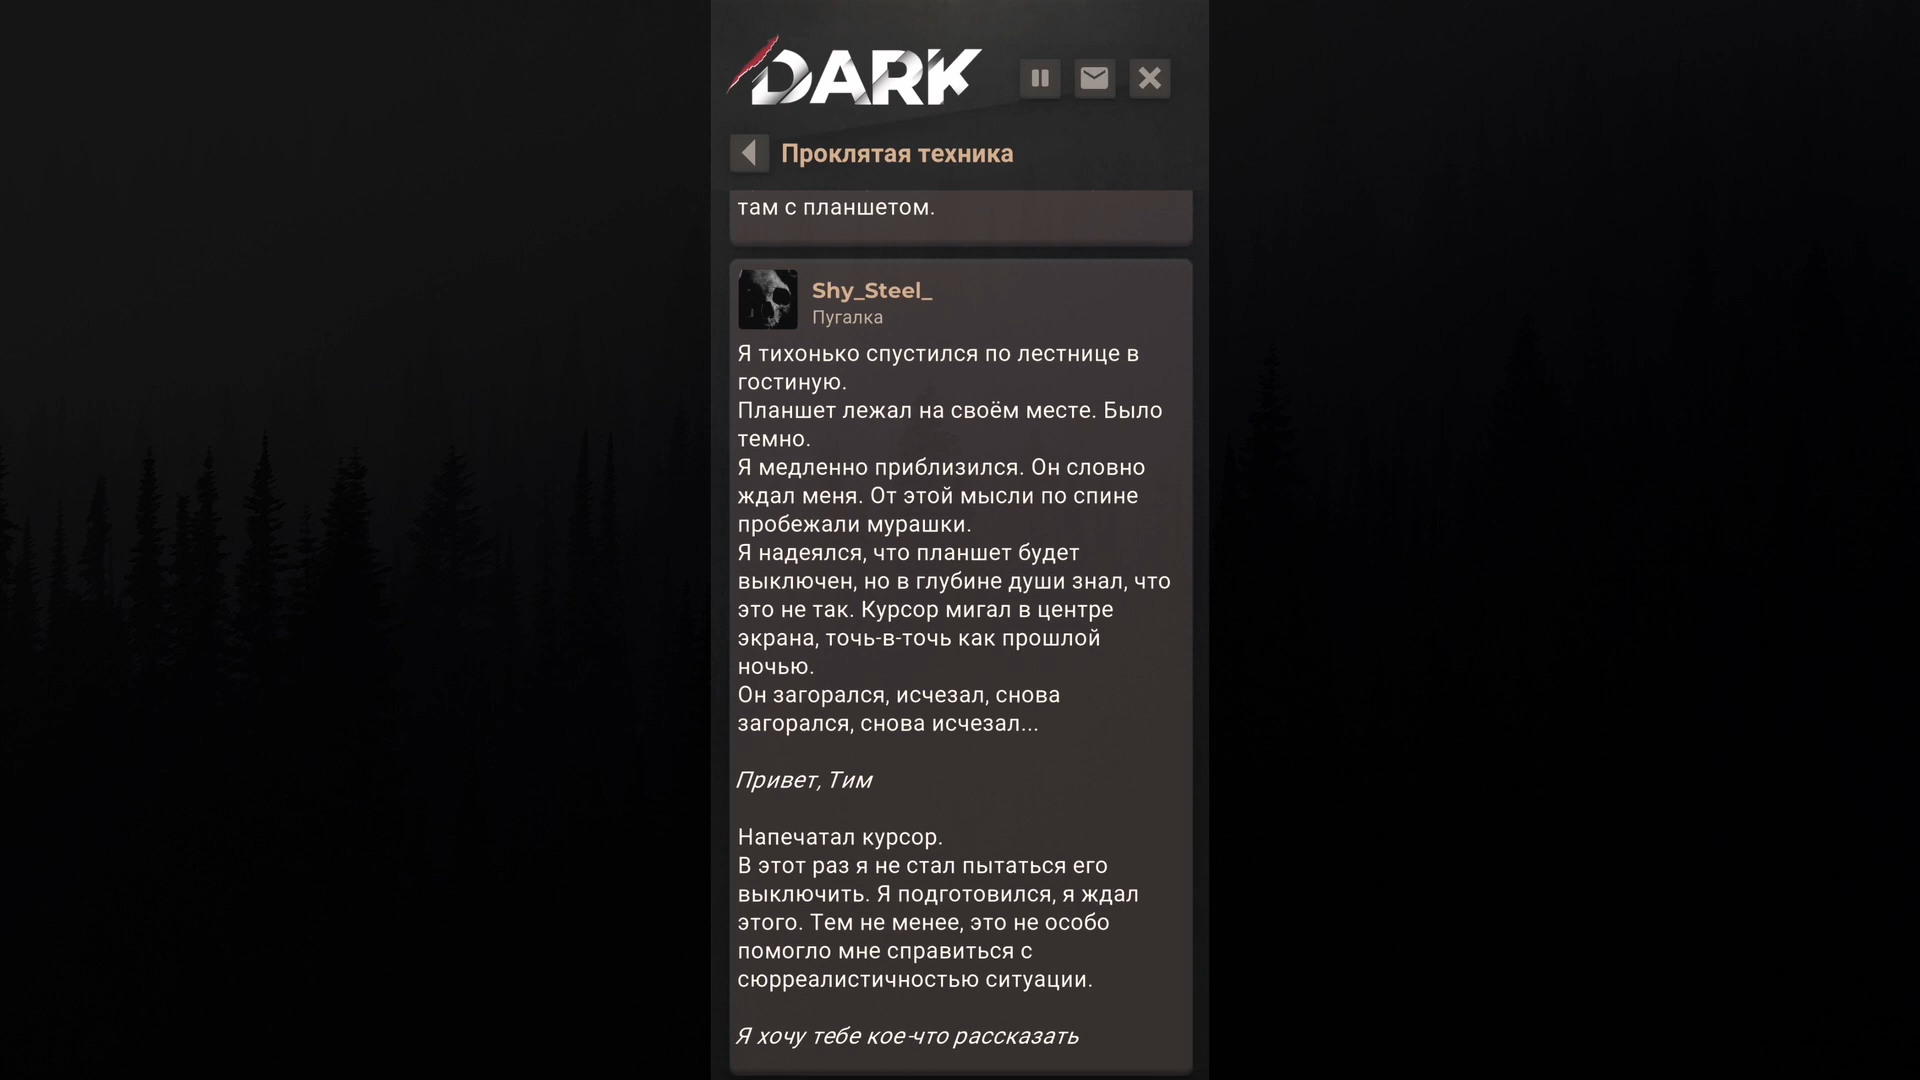 DARK
Проклятая техника
там с планшетом.
Shy_Steel_
Пугалка
Я тихонько спустился по лестнице в
гостиную.
Планшет лежал на своём месте. Было
темно.
Я медленно приблизился. Он словно
ждал меня. От этой мысли по спине
пробежали мурашки.
Я надеялся, что планшет будет
выключен, но в глубине души знал, что
это не так. Курсор мигал в центре
экрана, точь-в-точь как прошлой
ночью.
Он загорался, исчезал, снова
загорался, снова исчезал...
Привет, Тим
Напечатал курсор.
В этот раз я не стал пытаться его
выключить. Я подготовился, я ждал
этого. Тем не менее, это не особо
помогло мне справиться с
сюрреалистичностью ситуации.
Я хочу тебе кое-что рассказать